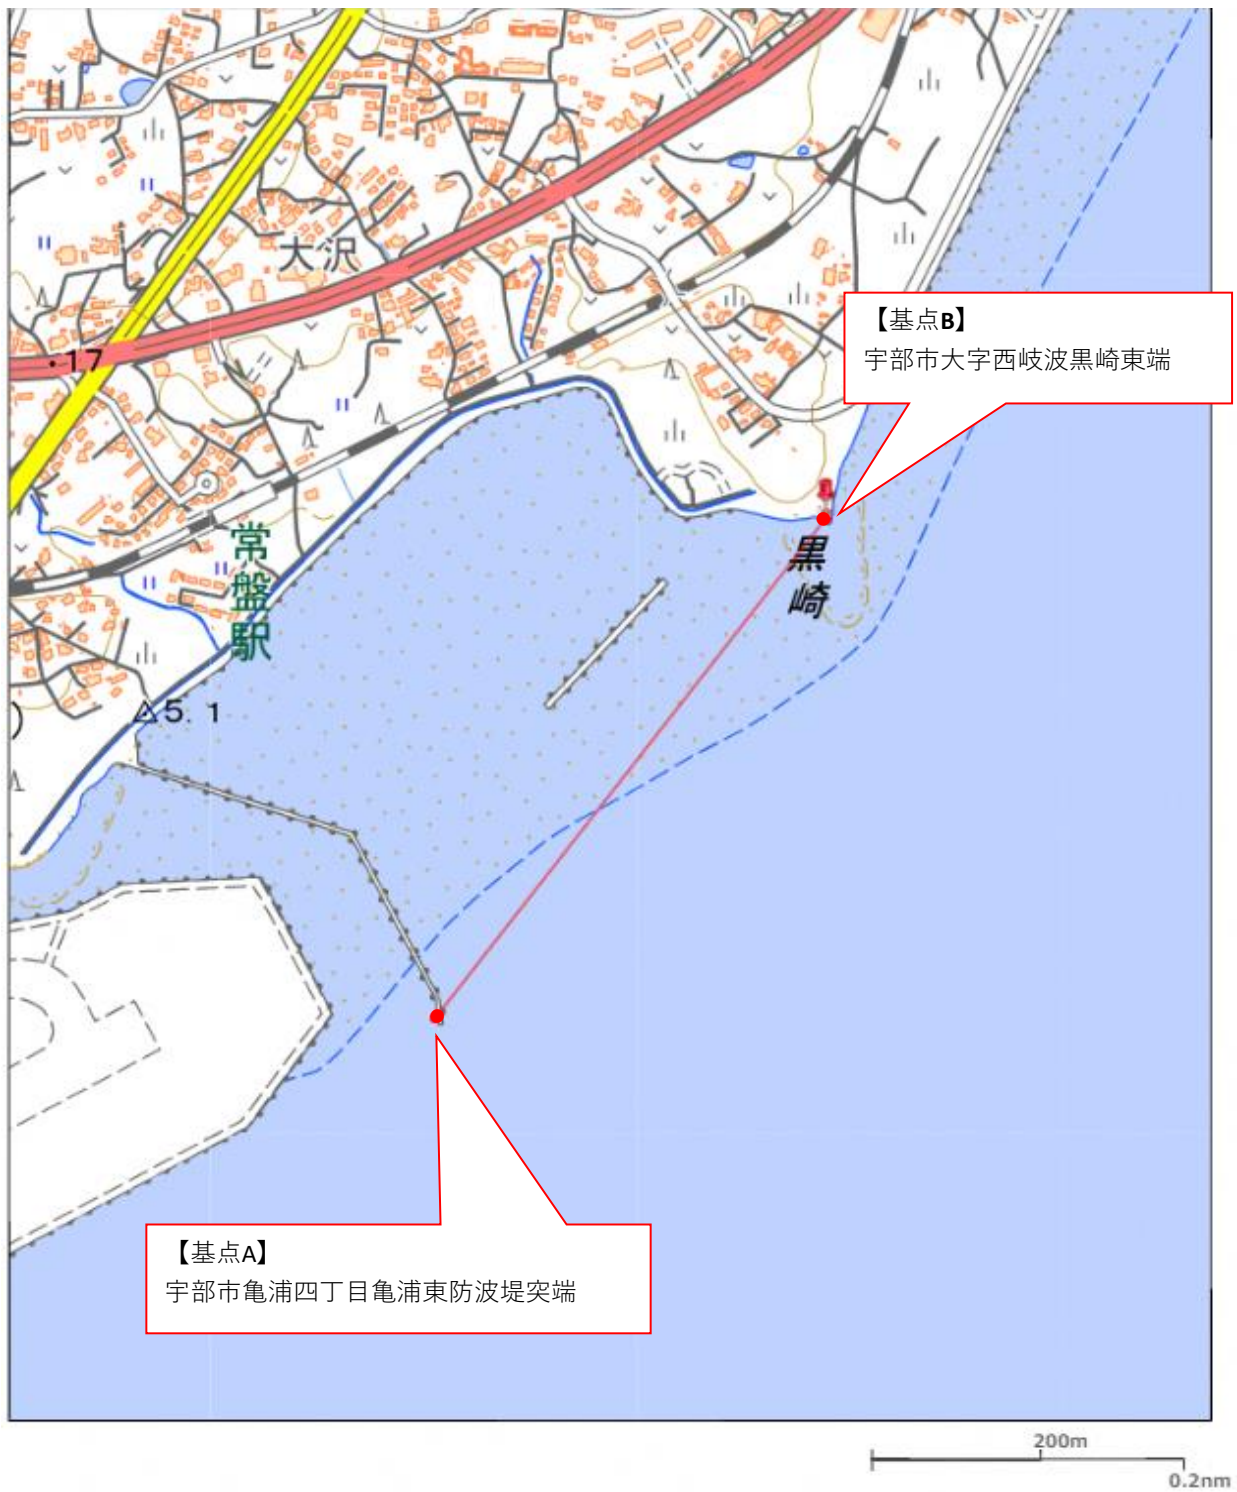 大沢
・17
【基点B】
宇部市大字西岐波黒崎東端
常盤駅
黒崎
5.1
)
【基点A】
宇部市亀浦四丁目亀浦東防波堤突端
200m
0.2nm